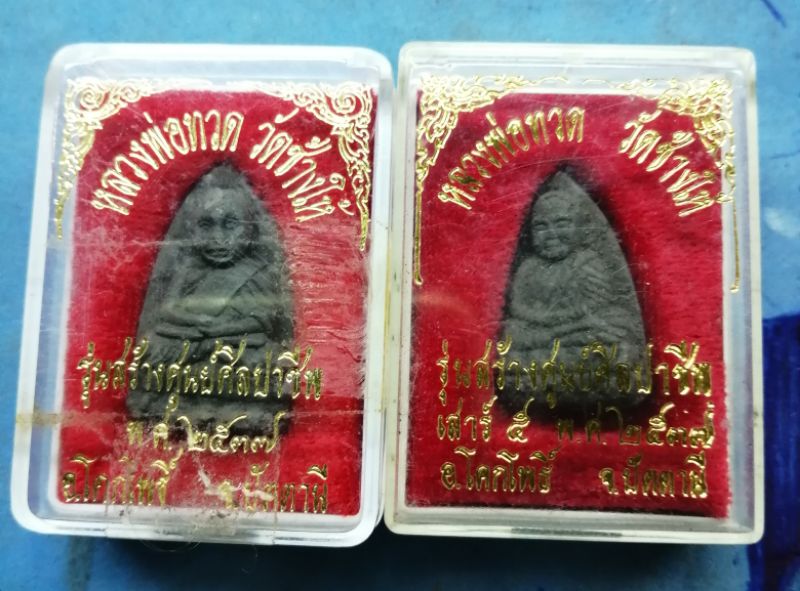 หลวงพ่อทวด วัดช้างให้
รุ่นสร้างศูนย์ศิลปาชีพ
พ.ศ.๒๕๓๗
อ.โคกโพธิ์ จ.ปัตตานี
หลวงพ่อทวด วัดช้างให้
รุ่นสร้างศูนย์ศิลปาชีพ
เสาร์ ๕ พ.ศ.๒๕๓๗
อ.โคกโพธิ์ จ.ปัตตานี